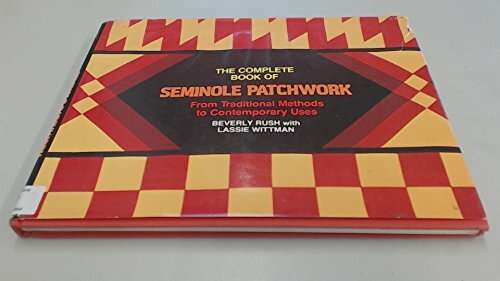 THE COMPLETE
BOOK OF
SEMINOLE PATCHWORK
From Traditional Methods
to Contemporary Uses
BEVERLY RUSH with
LASSIE WITTMAN